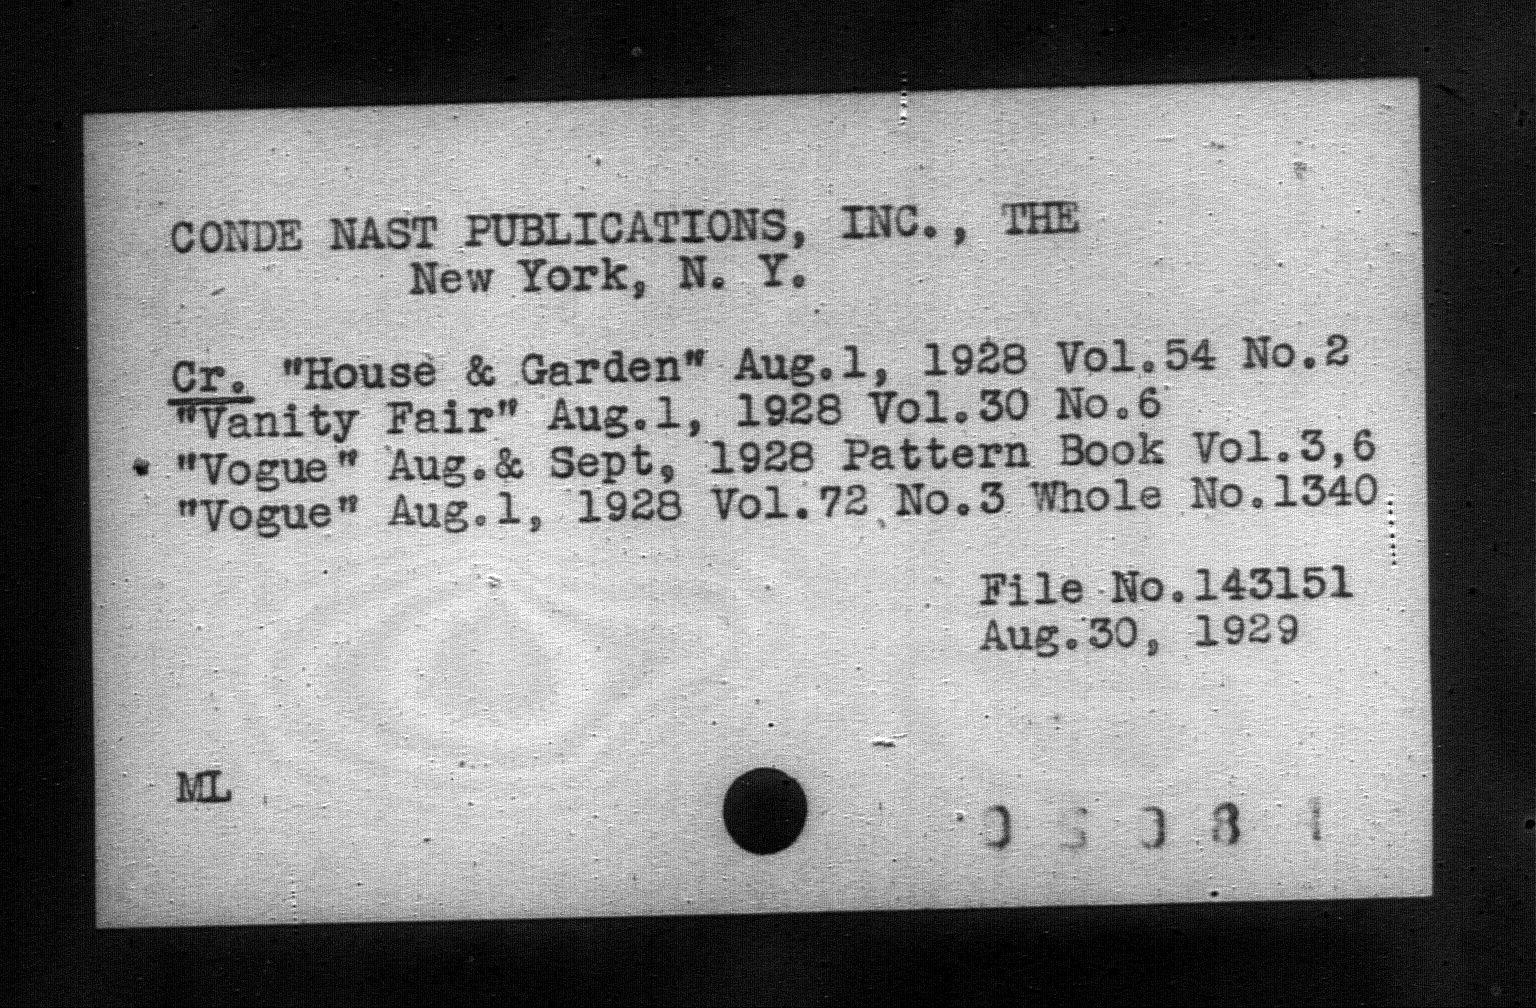 CONDE NAST PUBLICATIONS, INC., THE
New York, N. Y.
Cr. "House & Garden" Aug.1, 1928 Vol.54 No.2
"Vanity Fair" Aug.1, 1928 Vol.30 No.6
"Vogue" Aug.& Sept, 1928 Pattern Book Vol.3,6
"Vogue" Aug.1, 1928 Vol.72 No.3 Whole No.1340
File No.143151
Aug.30, 1929
ML